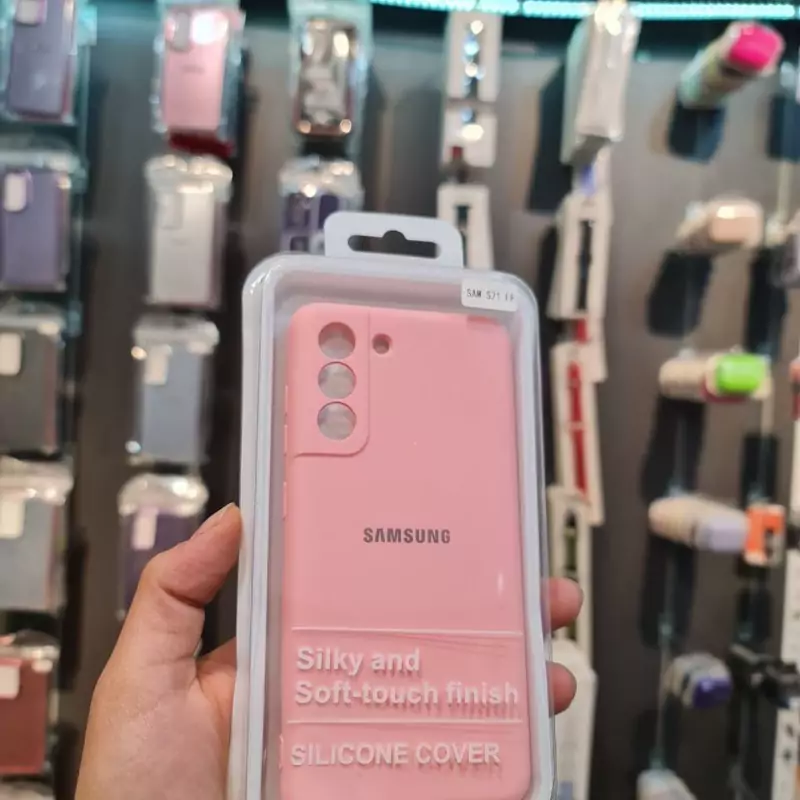 SAM S21 FE
SAMSUNG
Silky and
Soft-touch finish
SILICONE COVER